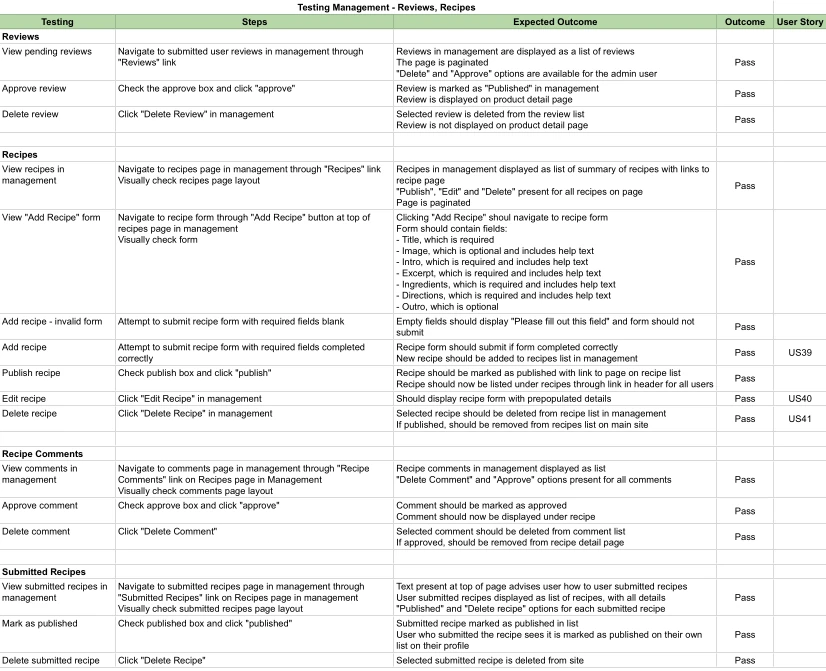 Testing Management - Reviews, Recipes
Testing Steps Expected Outcome Outcome User Story
Reviews
View pending reviews Navigate to submitted user reviews in management through "Reviews" link Reviews in management are displayed as a list of reviews
The page is paginated
"Delete" and "Approve" options are available for the admin user Pass
Approve review Check the approve box and click "approve" Review is marked as "Published" in management
Review is displayed on product detail page Pass
Delete review Click "Delete Review" in management Selected review is deleted from the review list
Review is not displayed on product detail page Pass
Recipes
View recipes in management Navigate to recipes page in management through "Recipes" link
Visually check recipes page layout Recipes in management displayed as list of summary of recipes with links to recipe page
"Publish", "Edit" and "Delete" present for all recipes on page
Page is paginated Pass
View "Add Recipe" form Navigate to recipe form through "Add Recipe" button at top of recipes page in management
Visually check form Clicking "Add Recipe" shoul navigate to recipe form
Form should contain fields:
- Title, which is required
- Image, which is optional and includes help text
- Intro, which is required and includes help text
- Excerpt, which is required and includes help text
- Ingredients, which is required and includes help text
- Directions, which is required and includes help text
- Outro, which is optional Pass
Add recipe - invalid form Attempt to submit recipe form with required fields blank Empty fields should display "Please fill out this field" and form should not submit Pass
Add recipe Attempt to submit recipe form with required fields completed correctly Recipe form should submit if form completed correctly
New recipe should be added to recipes list in management Pass US39
Publish recipe Check publish box and click "publish" Recipe should be marked as published with link to page on recipe list
Recipe should now be listed under recipes through link in header for all users Pass
Edit recipe Click "Edit Recipe" in management Should display recipe form with prepopulated details Pass US40
Delete recipe Click "Delete Recipe" in management Selected recipe should be deleted from recipe list in management
If published, should be removed from recipes list on main site Pass US41
Recipe Comments
View comments in management Navigate to comments page in management through "Recipe Comments" link on Recipes page in Management
Visually check comments page layout Recipe comments in management displayed as list
"Delete Comment" and "Approve" options present for all comments Pass
Approve comment Check approve box and click "approve" Comment should be marked as approved
Comment should now be displayed under recipe Pass
Delete comment Click "Delete Comment" Selected comment should be deleted from comment list
If approved, should be removed from recipe detail page Pass
Submitted Recipes
View submitted recipes in management Navigate to submitted recipes page in management through "Submitted Recipes" link on Recipes page in management
Visually check submitted recipes page layout Text present at top of page advises user how to user submitted recipes
User submitted recipes displayed as list of recipes, with all details
"Published" and "Delete recipe" options for each submitted recipe Pass
Mark as published Check published box and click "published" Submitted recipe marked as published in list
User who submitted the recipe sees it is marked as published on their own list on their profile Pass
Delete submitted recipe Click "Delete Recipe" Selected submitted recipe is deleted from site Pass